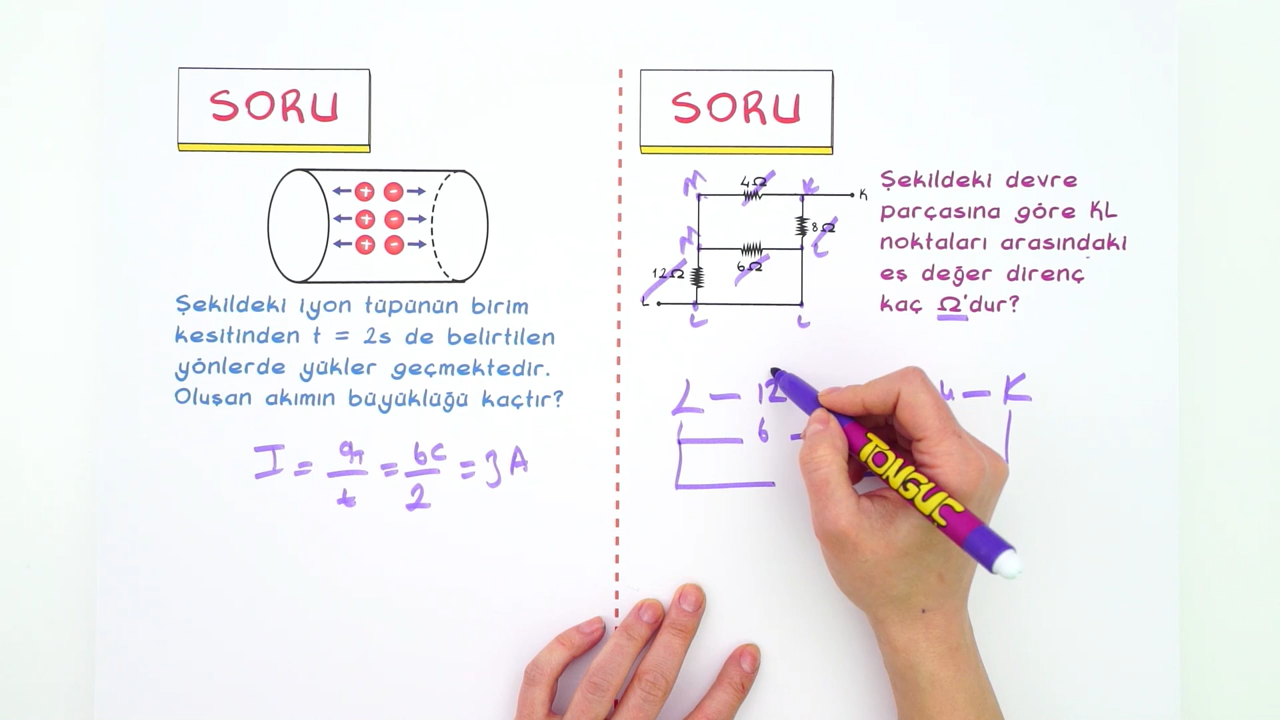 SORU
Şekildeki iyon tüpünün birim
kesitinden t = 2s de belirtilen
yönlerde yükler geçmektedir.
Oluşan akımın büyüklüğü kaçtır?
I = q / t = 6C / 2 = 3 A
SORU
M 4Ω K K
8Ω
M 6Ω L
12Ω
L
L L
Şekildeki devre
parçasına göre KL
noktaları arasındaki
eş değer direnç
kaç Ω'dur?
L — 12 4 — K
6
TONGUÇ